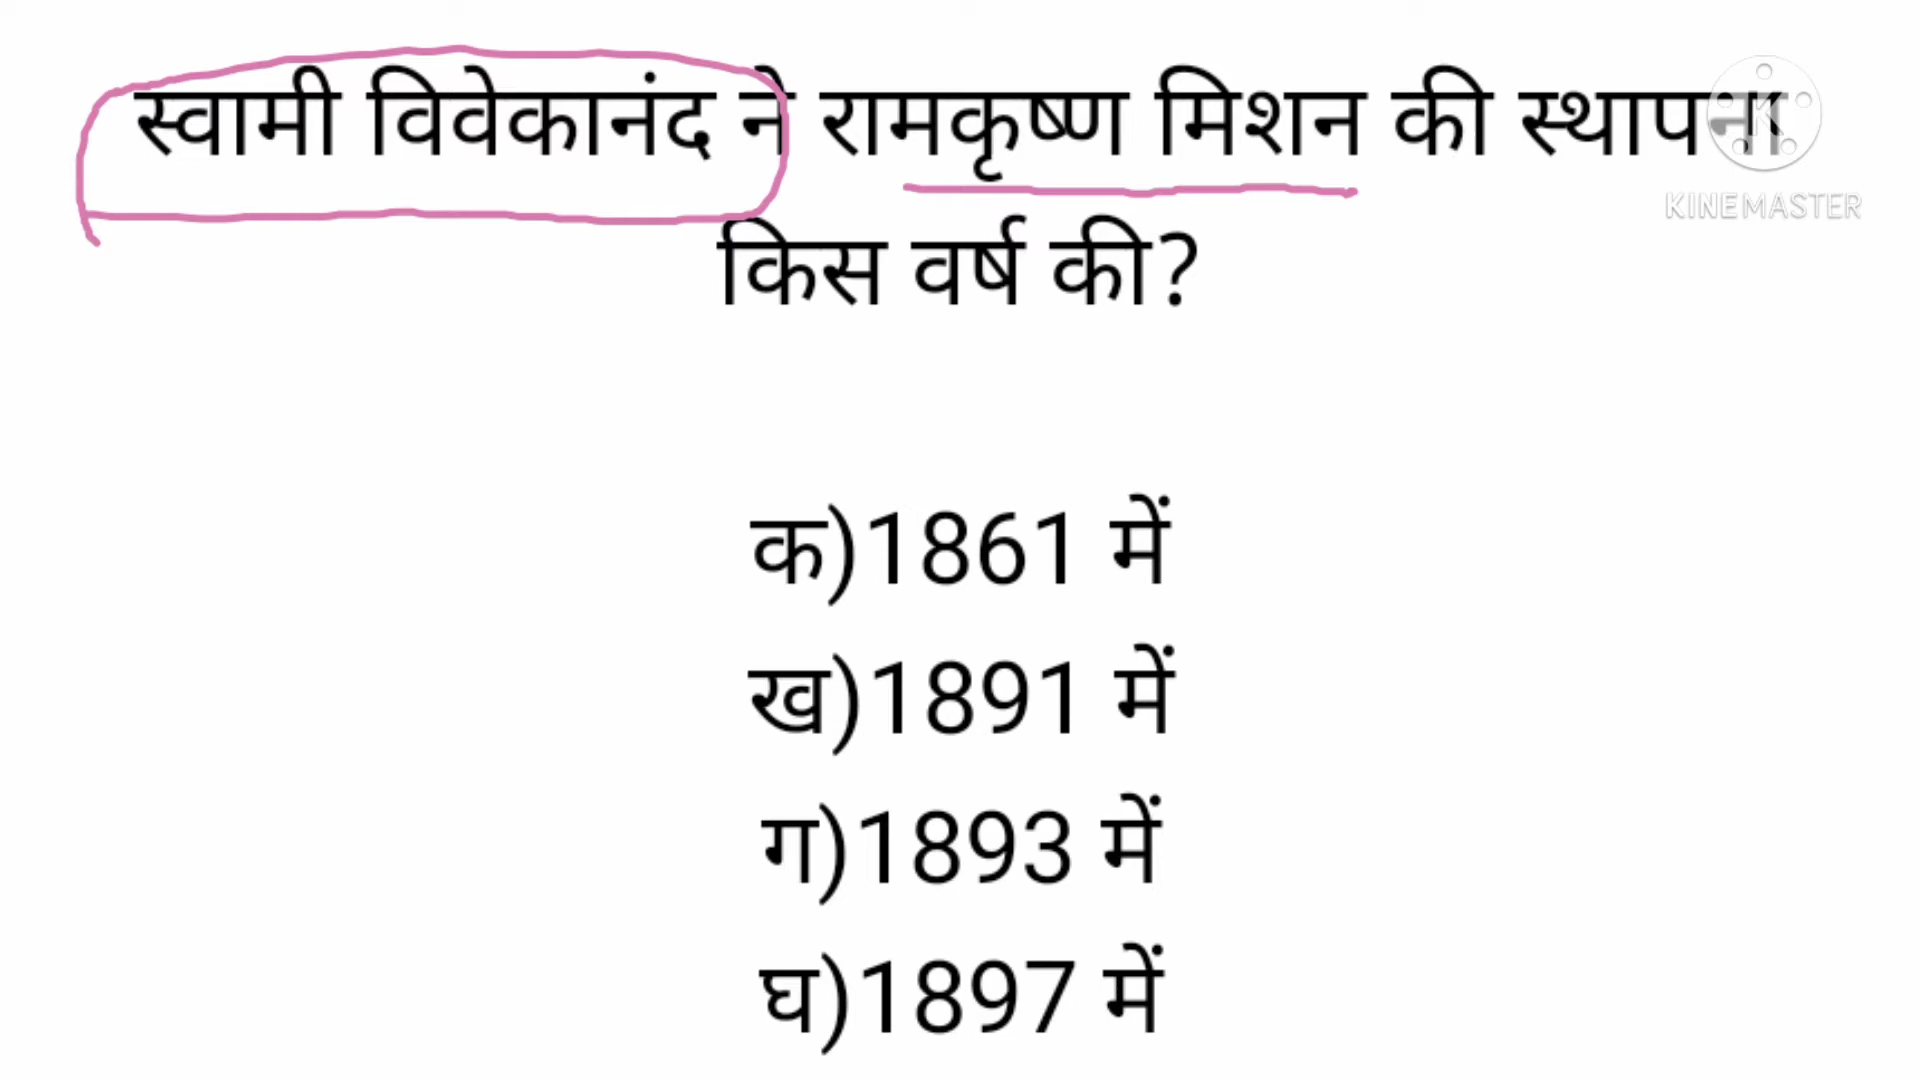 स्वामी विवेकानंद ने रामकृष्ण मिशन की स्थापना
किस वर्ष की?
क)1861 में
ख)1891 में
ग)1893 में
घ)1897 में
K
KINEMASTER